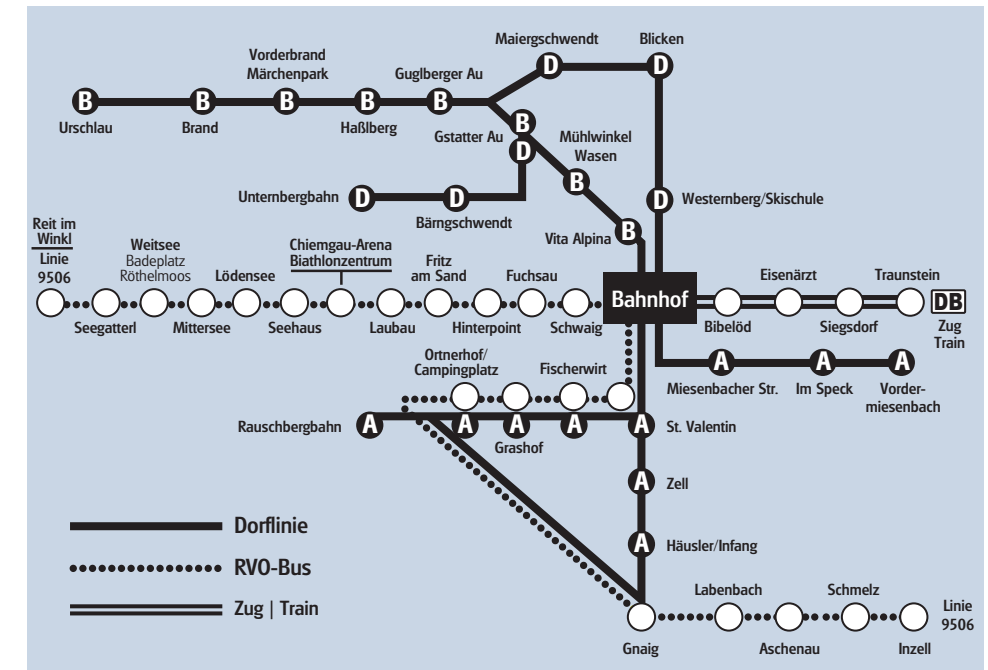 Maiergschwendt
Blicken
D
D
Vorderbrand
Märchenpark
Guglberger Au
B
B
B
B
B
Urschlau
Brand
Haßlberg
Gstatter Au
B
D
Mühlwinkel
Wasen
B
Unternbergbahn
D
D
Bärngschwendt
D
Westernberg/Skischule
Vita Alpina
B
Reit im
Winkl
Linie
9506
Weitsee
Badeplatz
Röthelmoos
Lödensee
Chiemgau-Arena
Biathlonzentrum
Fritz
am Sand
Fuchsau
Bahnhof
Eisenärzt
Traunstein
DB
Zug
Train
Seegatterl
Mittersee
Seehaus
Laubau
Hinterpoint
Schwaig
Bibelöd
Siegsdorf
A
A
A
Miesenbacher Str.
Im Speck
Vorder-
miesenbach
Ortnerhof/
Campingplatz
Fischerwirt
Rauschbergbahn
A
A
A
A
A
St. Valentin
Grashof
A
Zell
A
Häusler/Infang
Dorflinie
RVO-Bus
Zug | Train
Labenbach
Schmelz
Linie
9506
Gnaig
Aschenau
Inzell